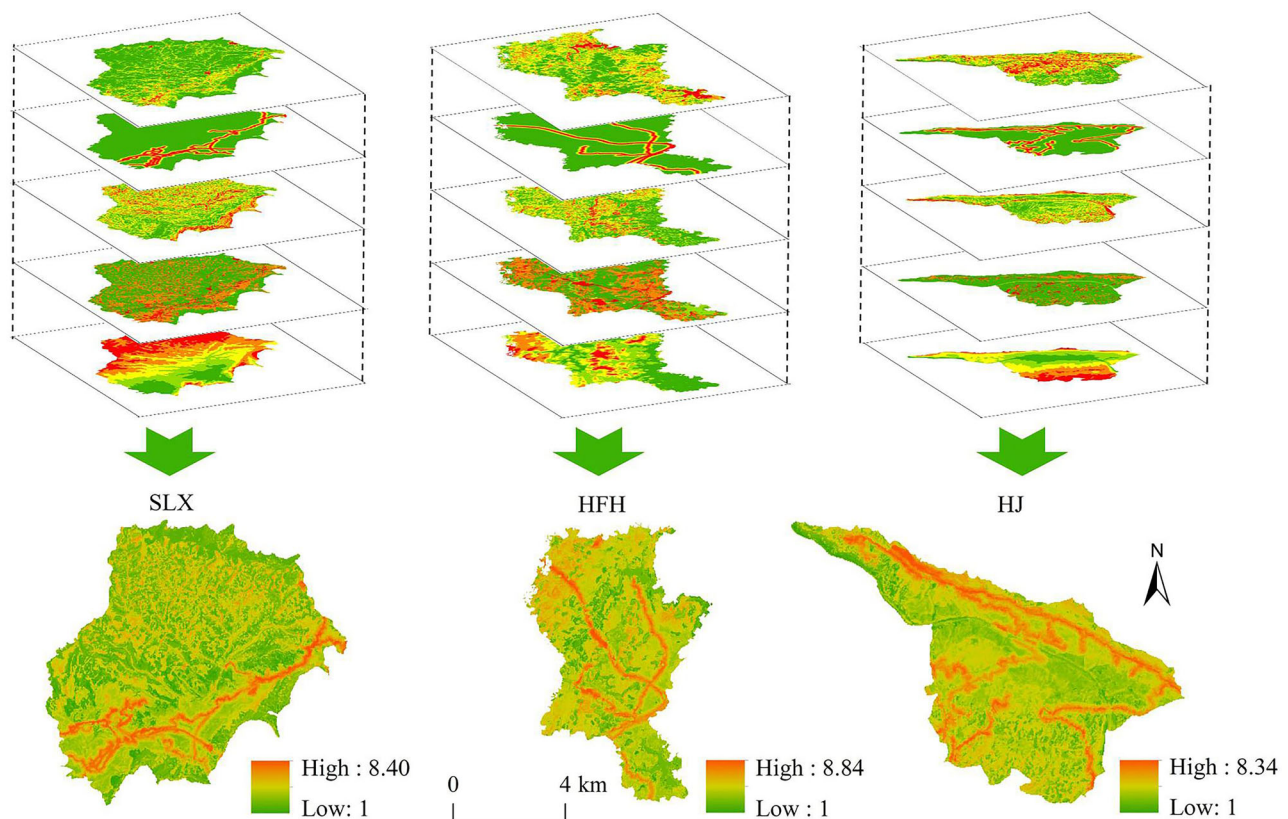 SLX
HFH
HJ
N
High : 8.40
Low: 1
0
4 km
High : 8.84
Low: 1
High : 8.34
Low: 1